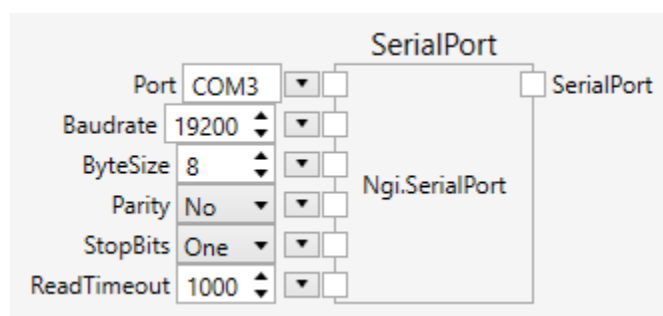 SerialPort
Port COM3 SerialPort
Baudrate 19200
ByteSize 8
Ngi.SerialPort
Parity No
StopBits One
ReadTimeout 1000